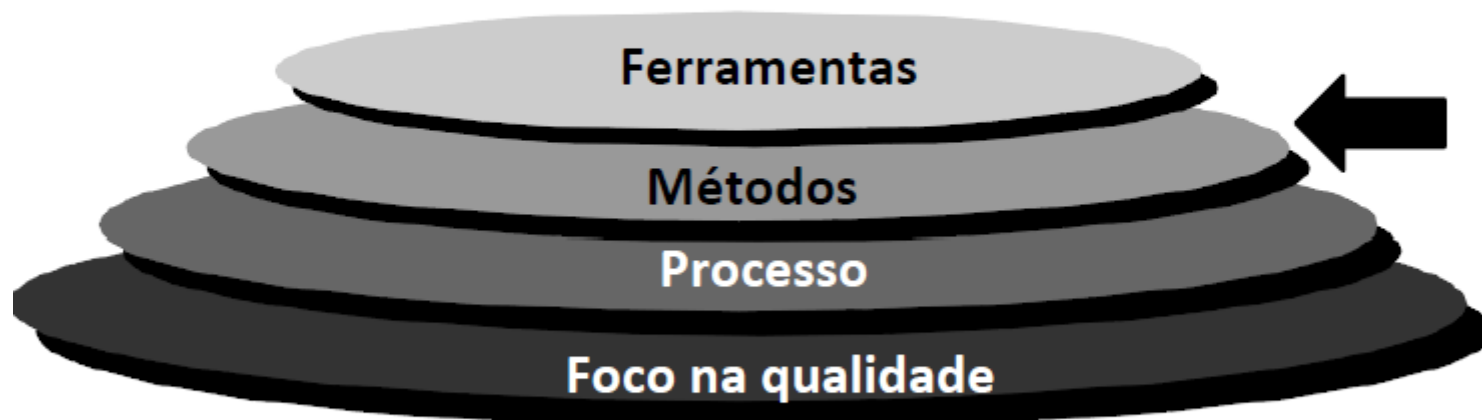 Ferramentas
Métodos
Processo
Foco na qualidade